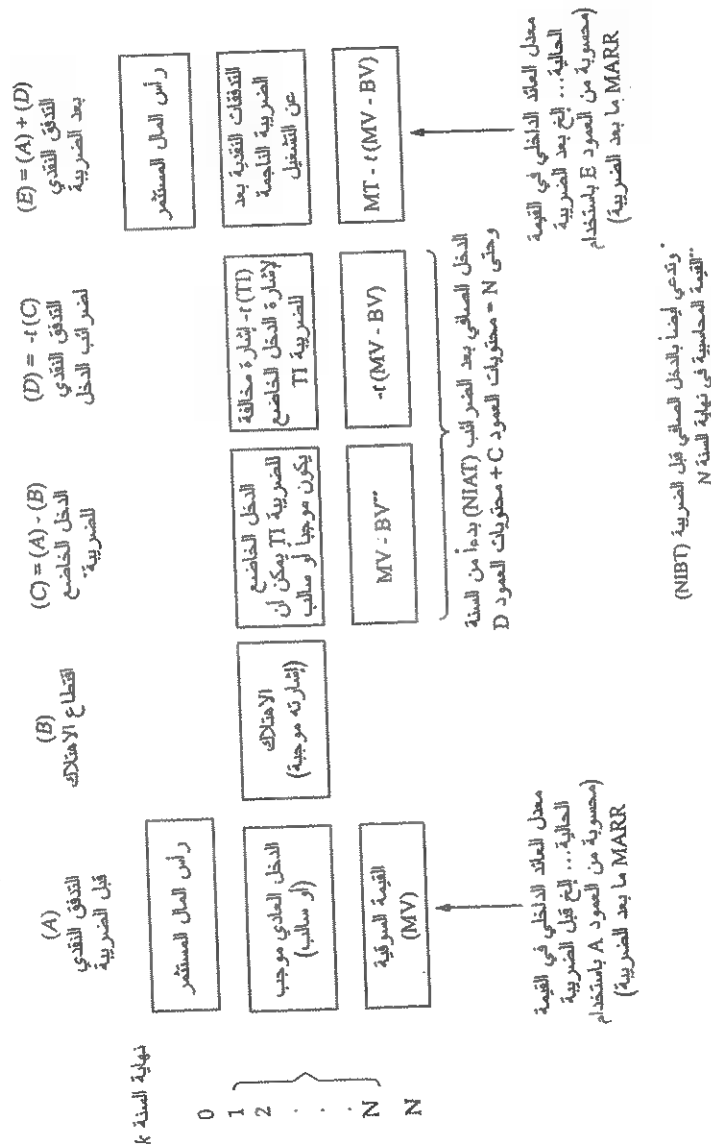 نهاية السنة k
0
1
2
.
.
.
N
N
(A)
التدفق النقدي
قبل الضريبة
رأس المال المستثمر
الدخل العادي موجب
(أو سالب)
القيمة السوقية
(MV)
معدل العائد الداخلي في القيمة
الحالية... إلخ قبل الضريبة
(محسوبة من العمود A باستخدام
MARR ما بعد الضريبة)
(B)
اقتطاع الاهتلاك
الاهتلاك
(إشارته موجبة)
(C) = (A) - (B)
الدخل الخاضع
للضريبة*
الدخل الخاضع
للضريبة TI يمكن أن
يكون موجباً أو سالب
MV - BV**
(D) = -t(C)
التدفق النقدي
لضرائب الدخل
-t(TI) إشارة مخالفة
لإشارة الدخل الخاضع
للضريبة TI
-t(MV - BV)
الدخل الصافي بعد الضرائب (NIAT) بدءاً من السنة
وحتى N = محتويات العمود C + محتويات العمود D
(E) = (A) + (D)
التدفق النقدي
بعد الضريبة
رأس المال المستثمر
التدفقات النقدية بعد
الضريبة الناجمة
عن التشغيل
MT - t(MV - BV)
معدل العائد الداخلي في القيمة
الحالية... إلخ بعد الضريبة
(محسوبة من العمود E باستخدام
MARR ما بعد الضريبة)
*وتدعى أيضاً بالدخل الصافي قبل الضريبة (NIBT)
**القيمة المحاسبية في نهاية السنة N